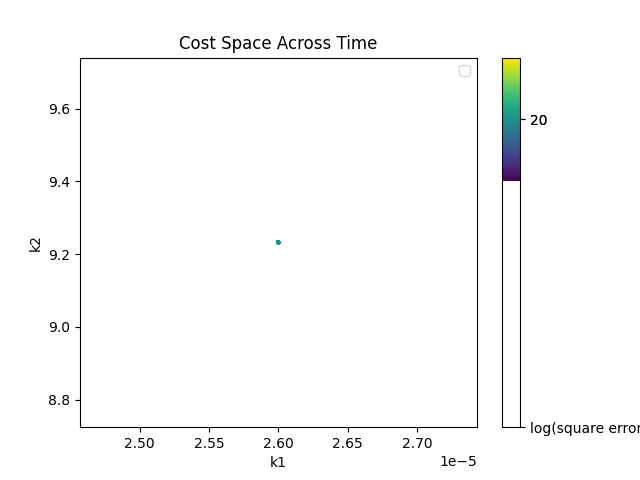 Cost Space Across Time
9.6
9.4
9.2
9.0
8.8
k2
2.50
2.55
2.60
2.65
2.70
1e−5
k1
20
log(square error